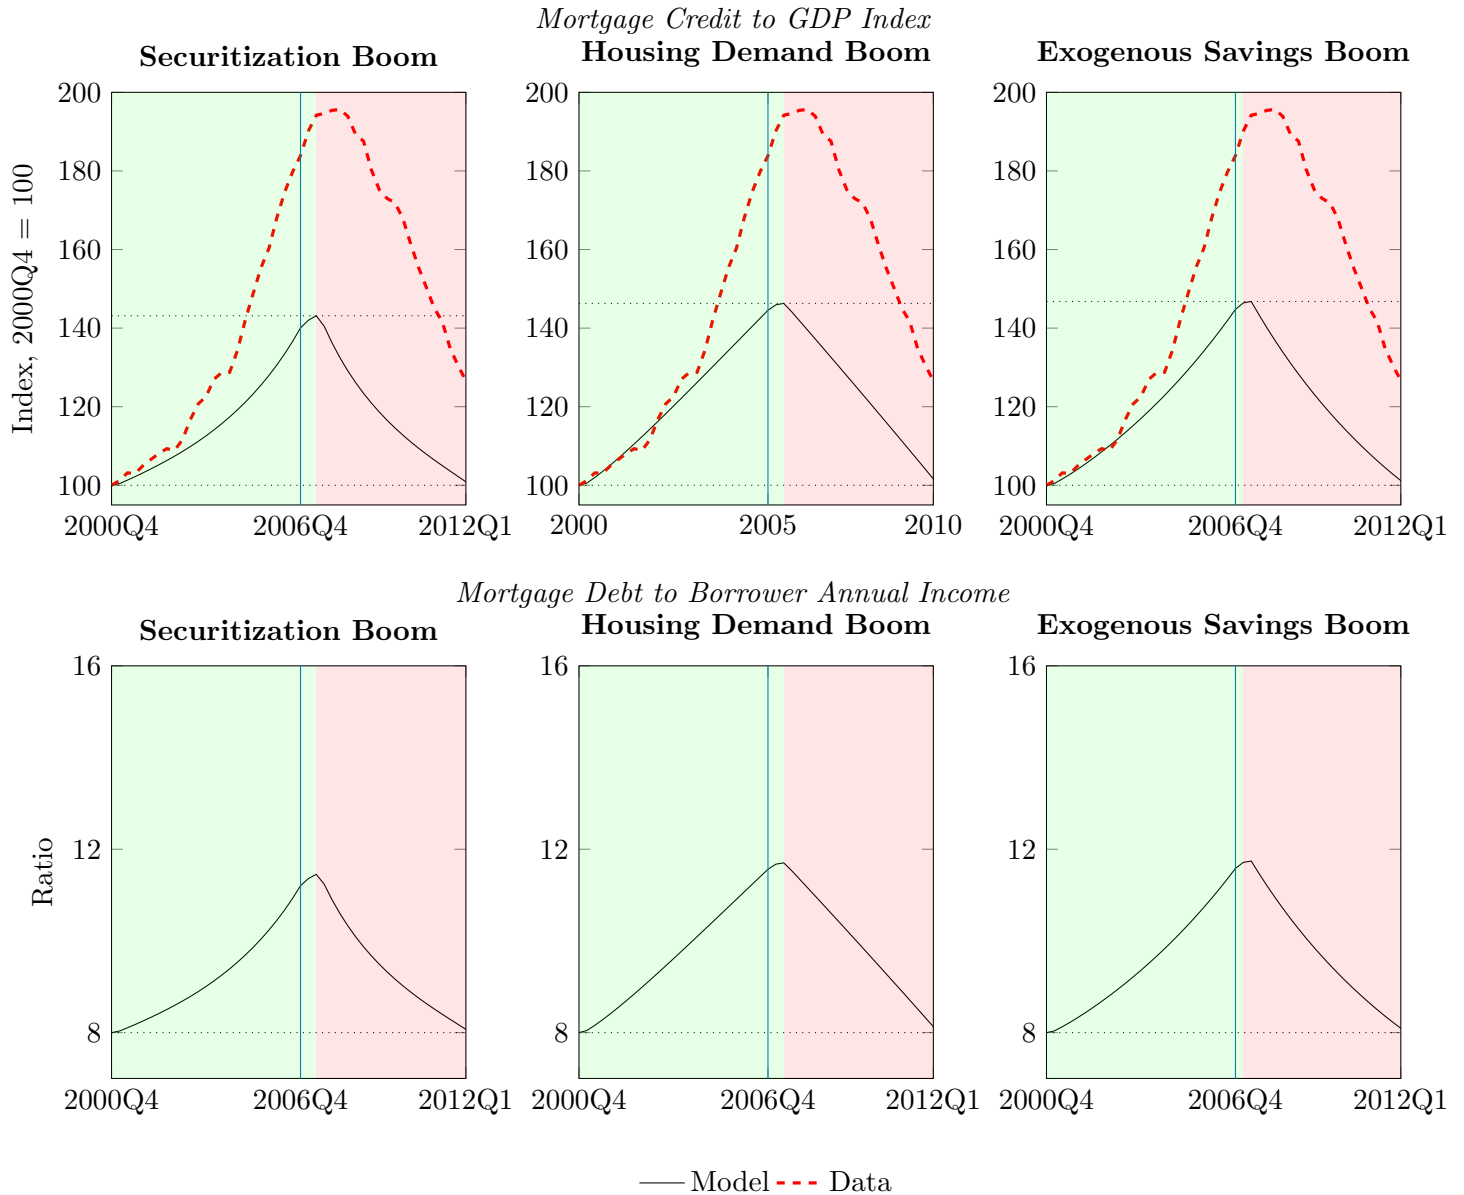 Mortgage Credit to GDP Index
Securitization Boom
Housing Demand Boom
Exogenous Savings Boom
Index, 2000Q4 = 100
200
180
160
140
120
100
2000Q4 2006Q4 2012Q1
200
180
160
140
120
100
2000 2005 2010
200
180
160
140
120
100
2000Q4 2006Q4 2012Q1
Mortgage Debt to Borrower Annual Income
Securitization Boom
Housing Demand Boom
Exogenous Savings Boom
Ratio
16
12
8
2000Q4 2006Q4 2012Q1
16
12
8
2000Q4 2006Q4 2012Q1
16
12
8
2000Q4 2006Q4 2012Q1
Model Data